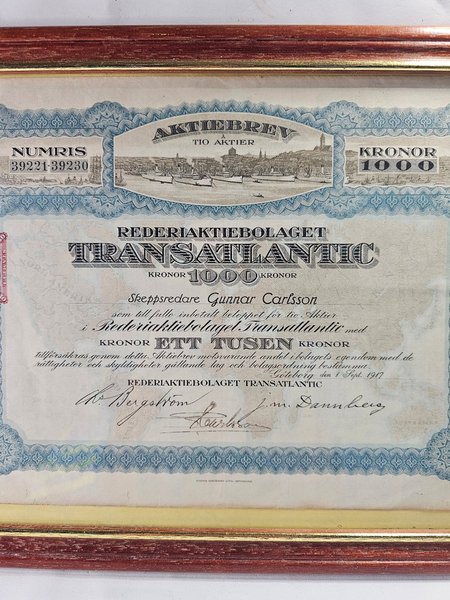 AKTIEBREV
Å
TIO AKTIER
NUMRIS
39221-39230
KRONOR
1000
REDERIAKTIEBOLAGET
TRANSATLANTIC
KRONOR 1000 KRONOR
Skeppsredare Gunnar Carlsson
som till fullo inbetalt beloppet för tio Aktier
i Rederiaktiebolaget Transatlantic med
KRONOR ETT TUSEN KRONOR
tillförsäkras genom detta Aktiebrev motsvarande andel i bolagets egendom med de
rättigheter och skyldigheter gällande lag och bolagsordning bestämma.
Göteborg den 1 Sept. 1917
REDERIAKTIEBOLAGET TRANSATLANTIC
Bergström
J.M. Dannberg